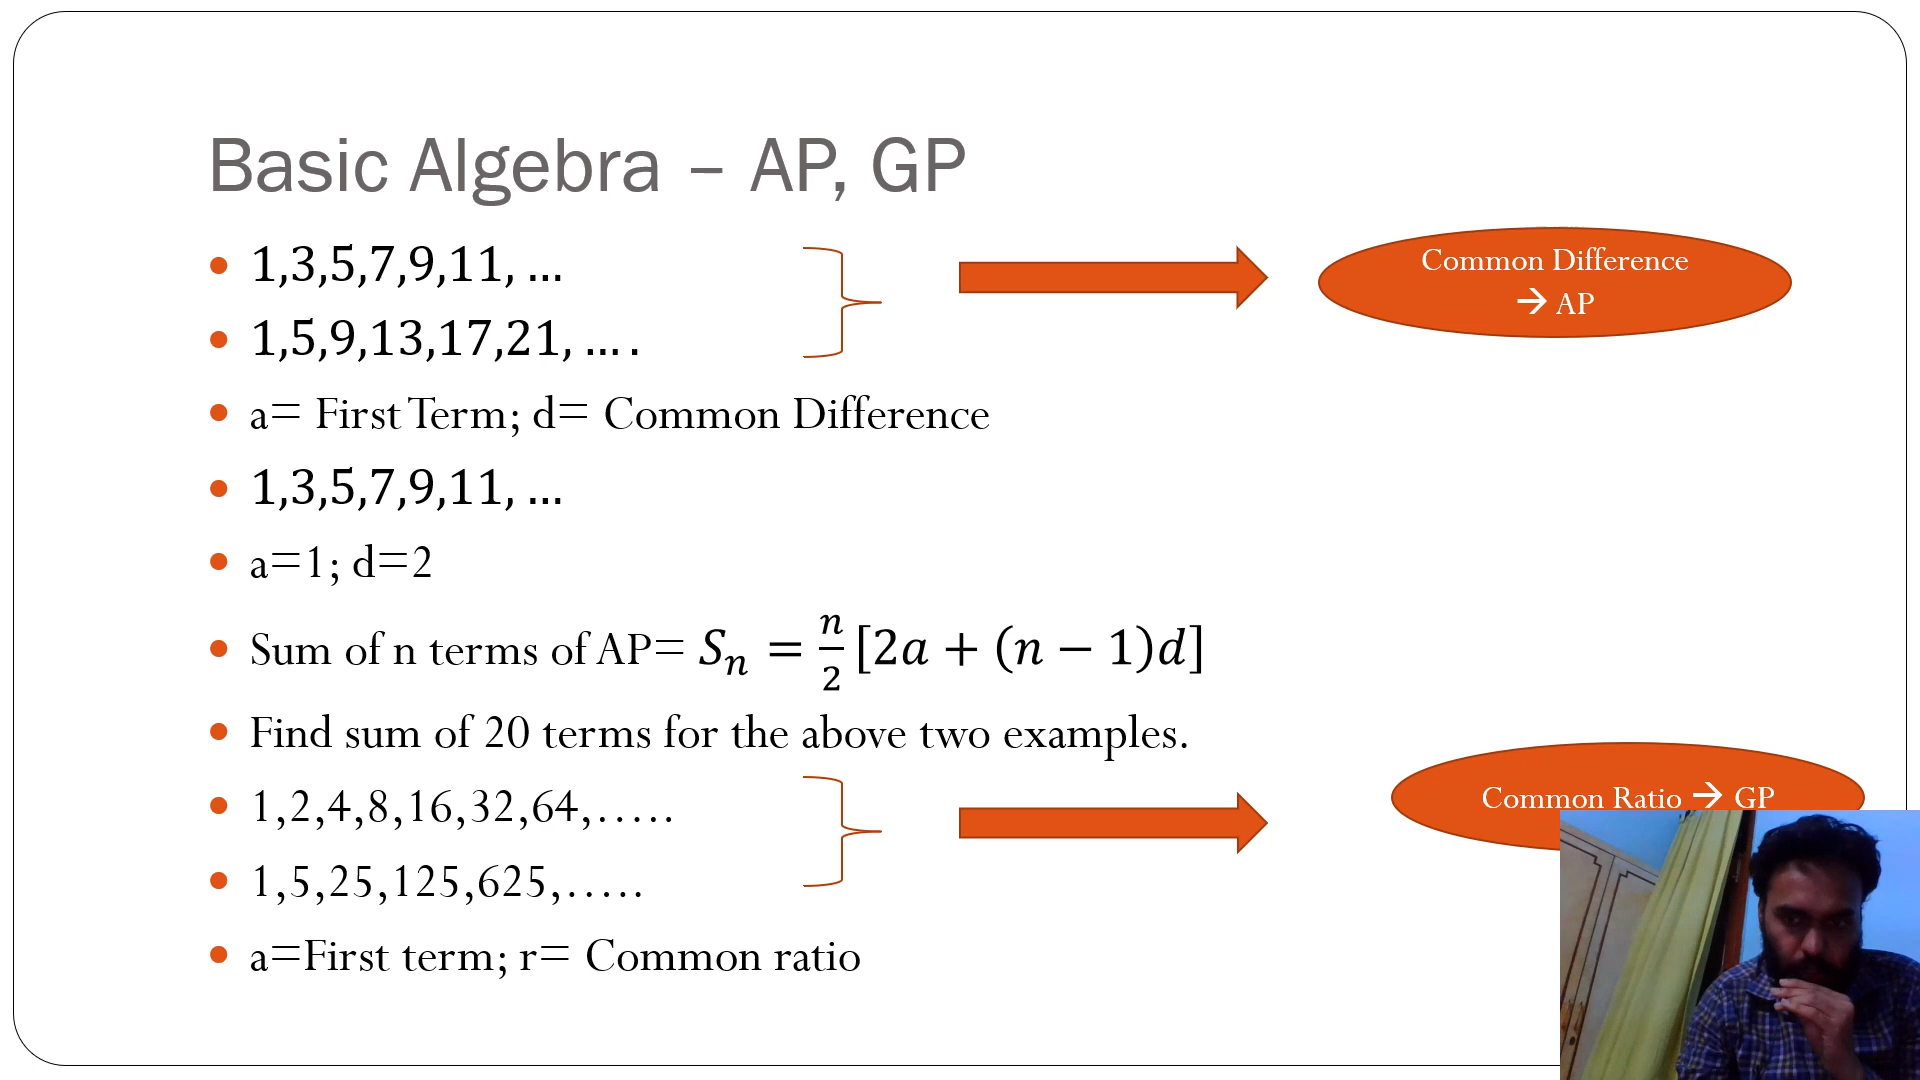 Basic Algebra – AP, GP
1,3,5,7,9,11, …
1,5,9,13,17,21, … .
Common Difference
→ AP
a= First Term; d= Common Difference
1,3,5,7,9,11, …
a=1; d=2
Sum of n terms of AP= Sₙ = n/2 [2a + (n − 1)d]
Find sum of 20 terms for the above two examples.
1,2,4,8,16,32,64,…..
Common Ratio → GP
1,5,25,125,625,…..
a=First term; r= Common ratio